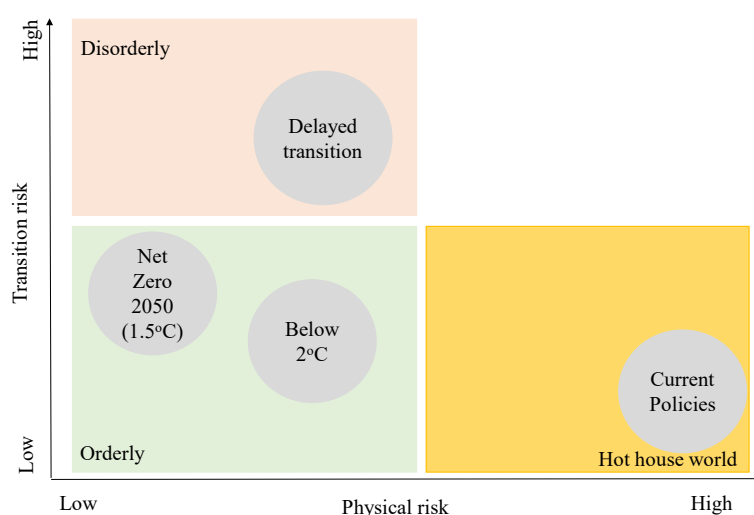 High
Disorderly
Delayed
transition
Transition risk
Net
Zero
2050
(1.5°C)
Below
2°C
Current
Policies
Low
Orderly
Hot house world
Low
Physical risk
High